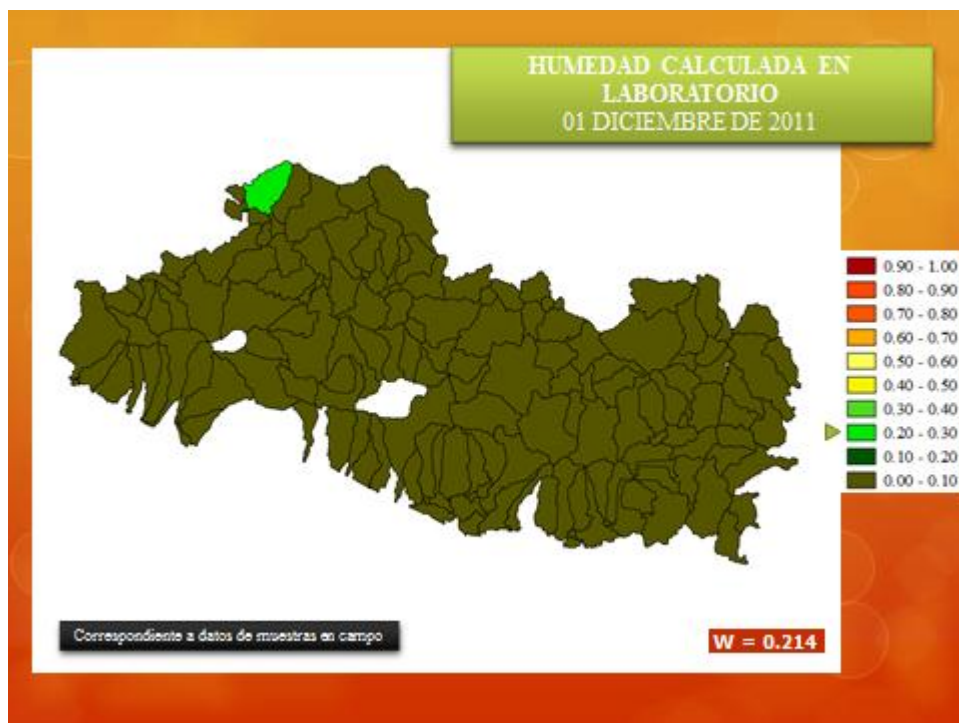 HUMEDAD CALCULADA EN
LABORATORIO
01 DICIEMBRE DE 2011
0.90 - 1.00
0.80 - 0.90
0.70 - 0.80
0.60 - 0.70
0.50 - 0.60
0.40 - 0.50
0.30 - 0.40
0.20 - 0.30
0.10 - 0.20
0.00 - 0.10
Correspondiente a datos de muestras en campo
W = 0.214